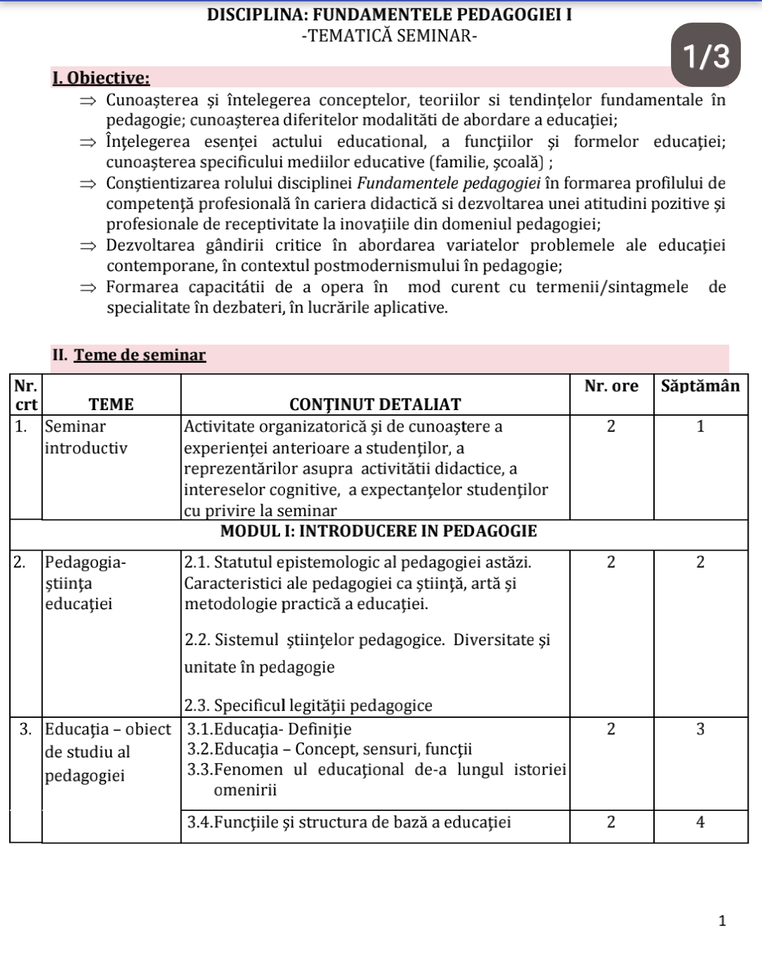 DISCIPLINA: FUNDAMENTELE PEDAGOGIEI I
-TEMATICĂ SEMINAR-
1/3
I. Obiective:
⇒ Cunoaşterea şi întelegerea conceptelor, teoriilor si tendinţelor fundamentale în
pedagogie; cunoaşterea diferitelor modalităti de abordare a educaţiei;
⇒ Înţelegerea esenţei actului educational, a funcţiilor şi formelor educaţiei;
cunoaşterea specificului mediilor educative (familie, şcoală) ;
⇒ Conştientizarea rolului disciplinei Fundamentele pedagogiei în formarea profilului de
competenţă profesională în cariera didactică si dezvoltarea unei atitudini pozitive şi
profesionale de receptivitate la inovaţiile din domeniul pedagogiei;
⇒ Dezvoltarea gândirii critice în abordarea variatelor problemele ale educaţiei
contemporane, în contextul postmodernismului în pedagogie;
⇒ Formarea capacitătii de a opera în mod curent cu termenii/sintagmele de
specialitate în dezbateri, în lucrările aplicative.
II. Teme de seminar
Nr. crt TEME CONŢINUT DETALIAT Nr. ore Săptămân
1. Seminar introductiv
Activitate organizatorică şi de cunoaştere a
experienţei anterioare a studenţilor, a
reprezentărilor asupra activitătii didactice, a
intereselor cognitive, a expectanţelor studenţilor
cu privire la seminar
2 1
MODUL I: INTRODUCERE IN PEDAGOGIE
2. Pedagogia-
ştiinţa
educaţiei
2.1. Statutul epistemologic al pedagogiei astăzi.
Caracteristici ale pedagogiei ca ştiinţă, artă şi
metodologie practică a educaţiei.
2.2. Sistemul ştiinţelor pedagogice. Diversitate şi
unitate în pedagogie
2.3. Specificul legităţii pedagogice
2 2
3. Educaţia – obiect
de studiu al
pedagogiei
3.1.Educaţia- Definiţie
3.2.Educaţia – Concept, sensuri, funcţii
3.3.Fenomen ul educaţional de-a lungul istoriei
omenirii
2 3
3.4.Funcţiile şi structura de bază a educaţiei
2 4
1